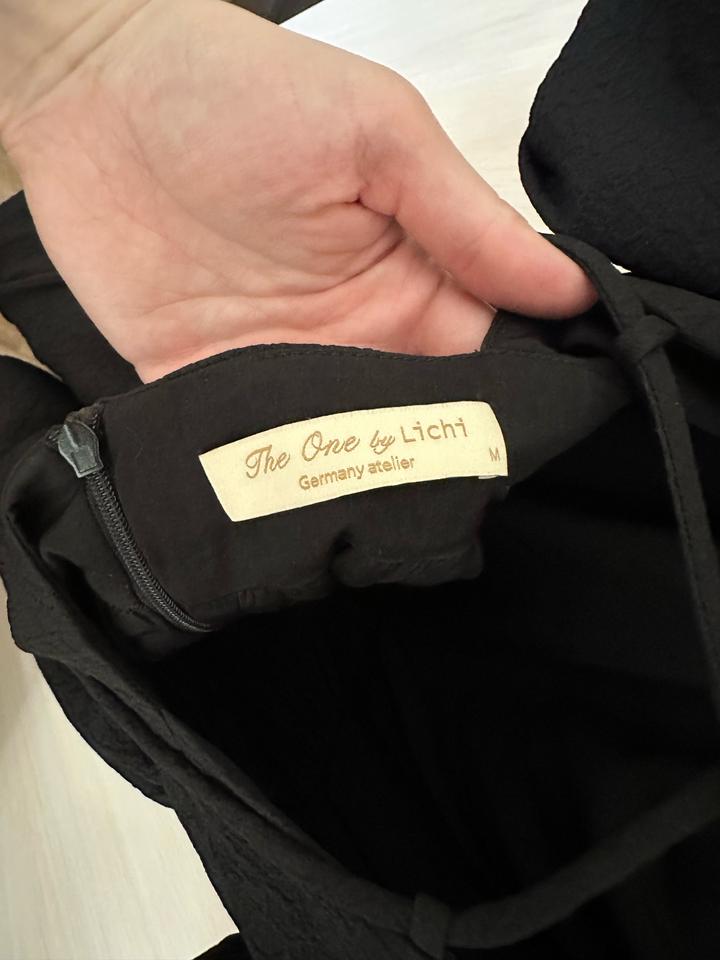 The One by Lichi
Germany atelier
M